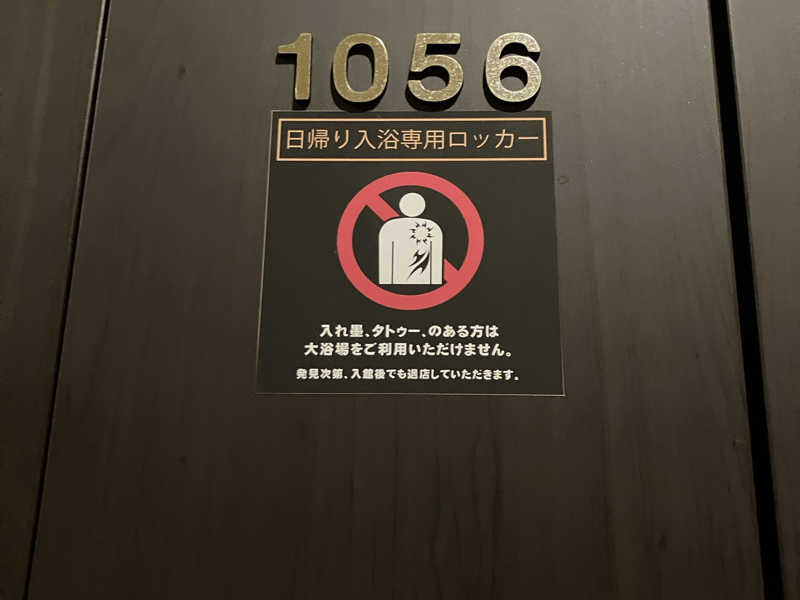 1056
日帰り入浴専用ロッカー
入れ墨、タトゥー、のある方は
大浴場をご利用いただけません。
発見次第、入館後でも退店していただきます。